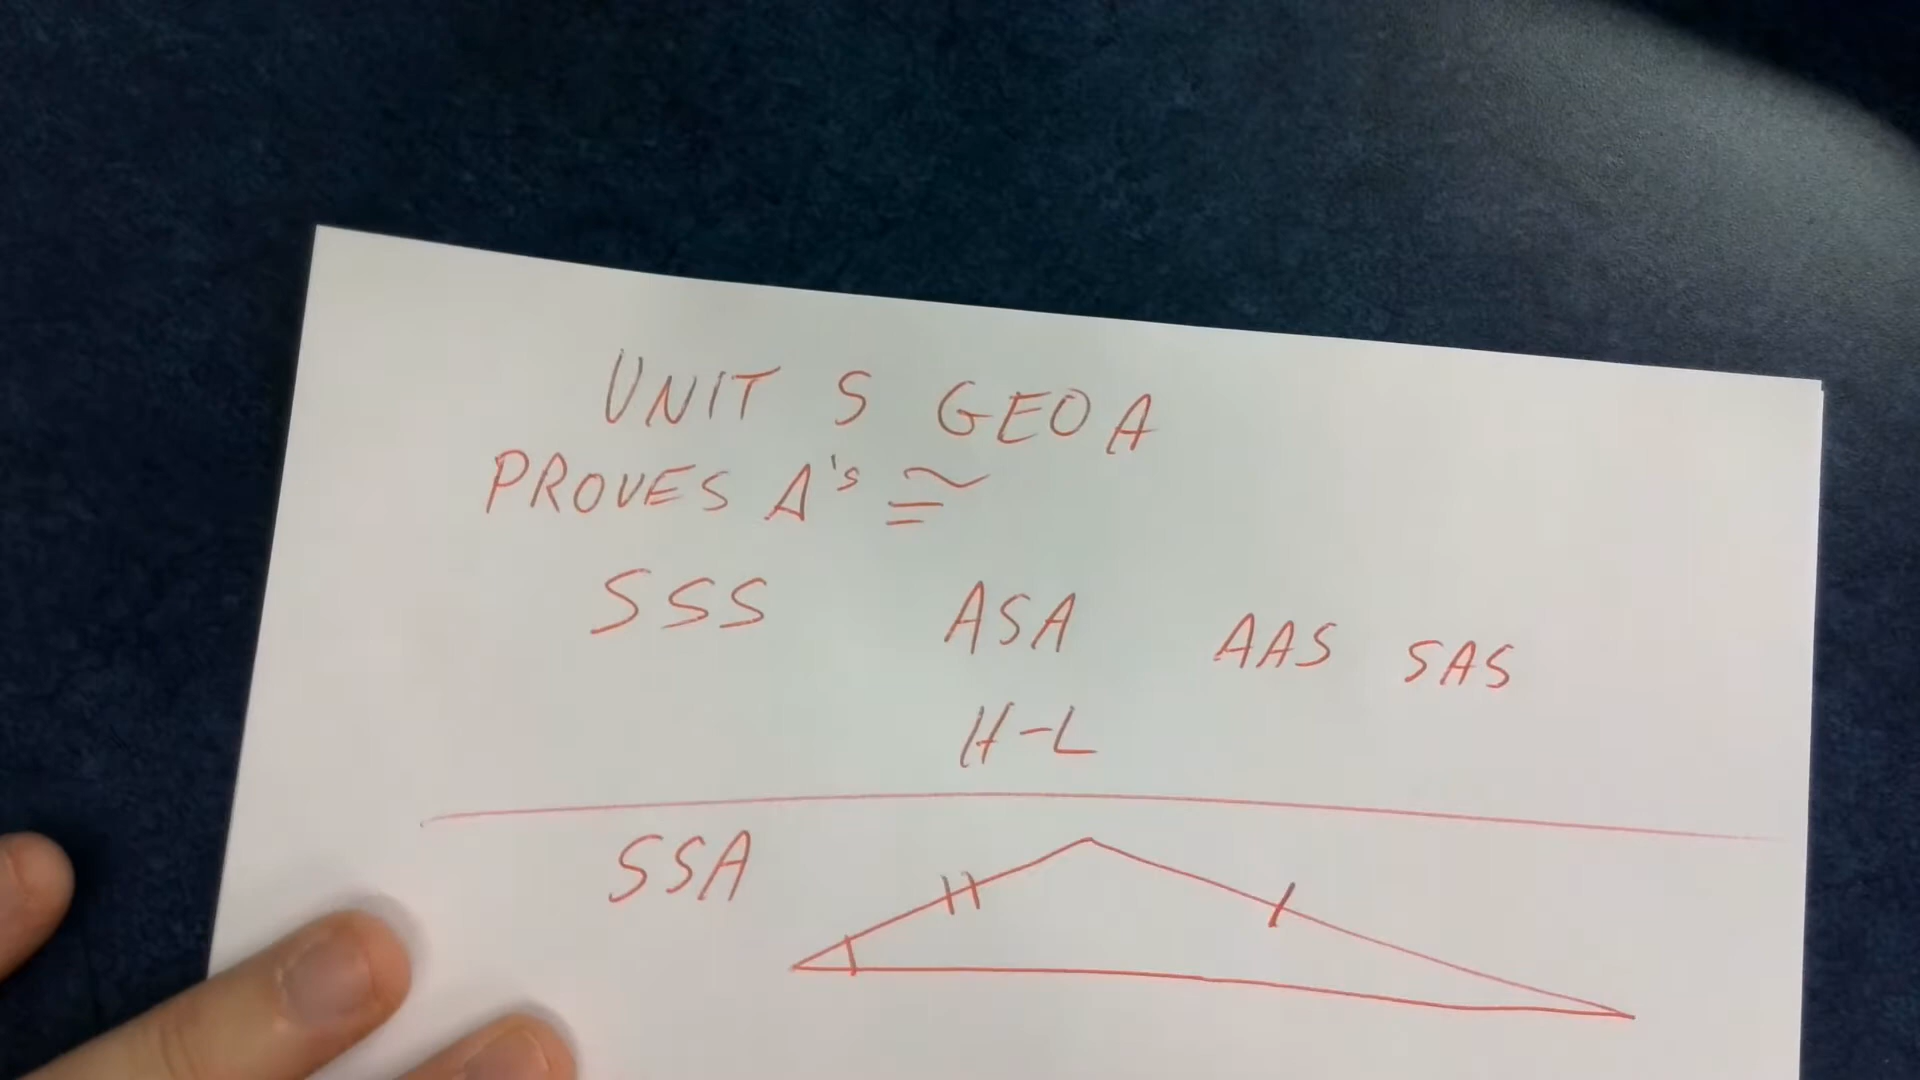 UNIT 5 GEO A
PROVES Δ's ≅
SSS ASA AAS SAS
H-L
SSA